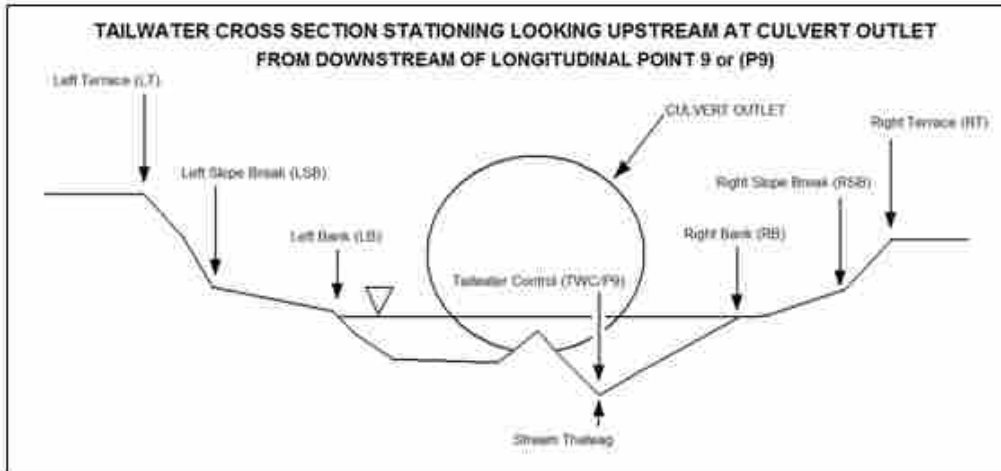 TAILWATER CROSS SECTION STATIONING LOOKING UPSTREAM AT CULVERT OUTLET
FROM DOWNSTREAM OF LONGITUDINAL POINT 9 or (P9)
Left Terrace (LT)
CULVERT OUTLET
Right Terrace (RT)
Left Slope Break (LSB)
Right Slope Break (RSB)
Left Bank (LB)
Right Bank (RB)
Tailwater Control (TWC/P9)
Stream Thalweg